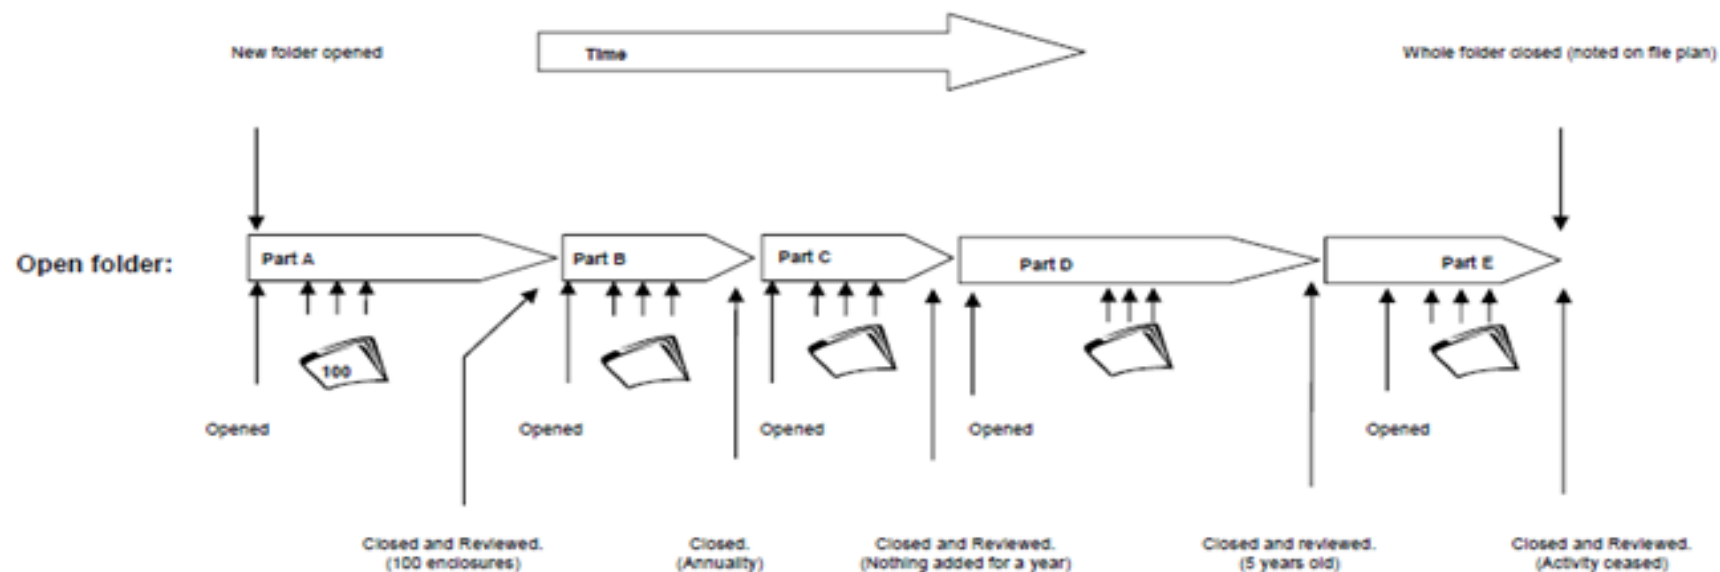 New folder opened
Time
Whole folder closed (noted on file plan)
Open folder:
Part A
Part B
Part C
Part D
Part E
100
Opened
Opened
Opened
Opened
Opened
Closed and Reviewed.
(100 enclosures)
Closed.
(Annuality)
Closed and Reviewed.
(Nothing added for a year)
Closed and reviewed.
(5 years old)
Closed and Reviewed.
(Activity ceased)